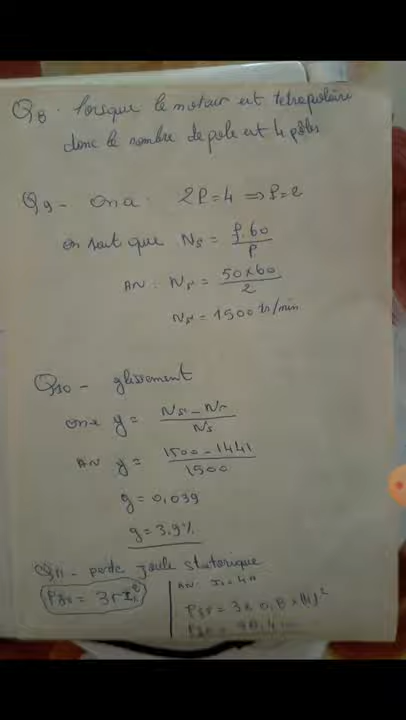 Q8. lorsque le moteur est tetrapolaire
donc le nombre de pole est 4 pôles
Q9 - on a : 2P = 4 => P = 2
on sait que Ns = f.60 / P
AN : Ns = 50x60 / 2
Ns = 1500 tr/min
Q10 - glissement
on a g = Ns - Nr / Ns
AN g = 1500 - 1441 / 1500
g = 0,039
g = 3,9%
Q11 - perte joule statorique
Pjs = 3rI²
AN:
Pjs = 3 x 0,8 x (4)²